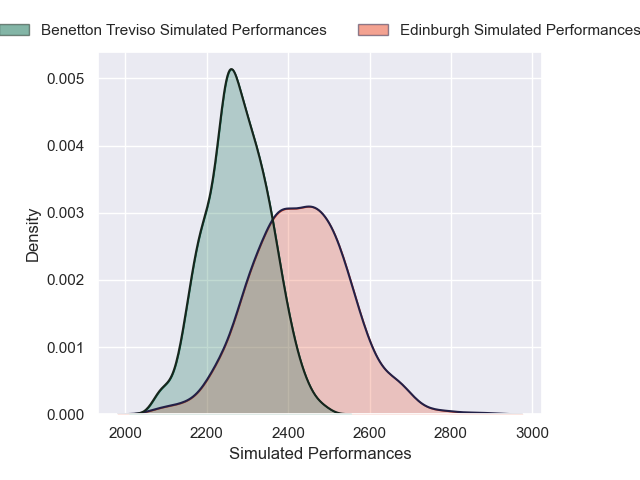 Benetton Treviso Simulated Performances
Edinburgh Simulated Performances
0.005
0.004
0.003
0.002
0.001
0.000
Density
2000 2200 2400 2600 2800 3000
Simulated Performances